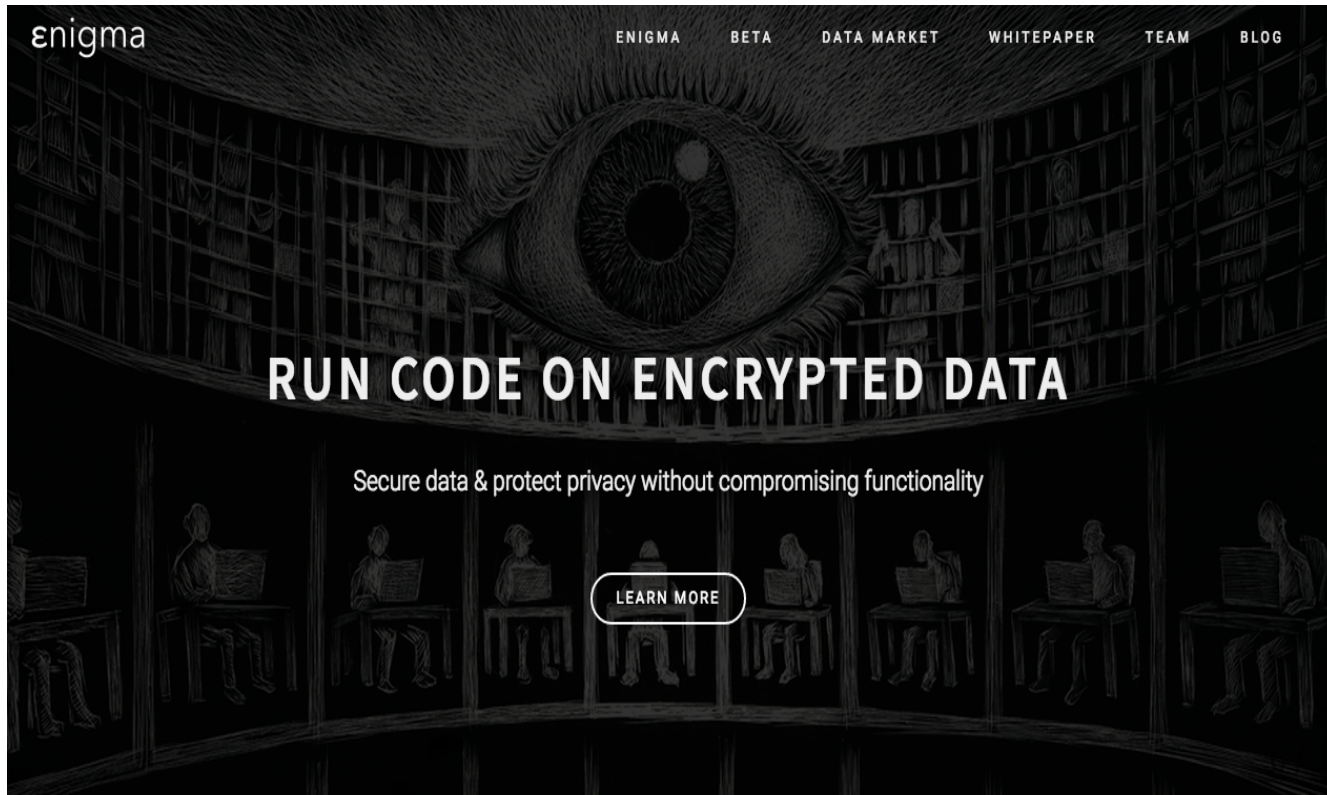 εnigma
ENIGMA BETA DATA MARKET WHITEPAPER TEAM BLOG
RUN CODE ON ENCRYPTED DATA
Secure data & protect privacy without compromising functionality
LEARN MORE